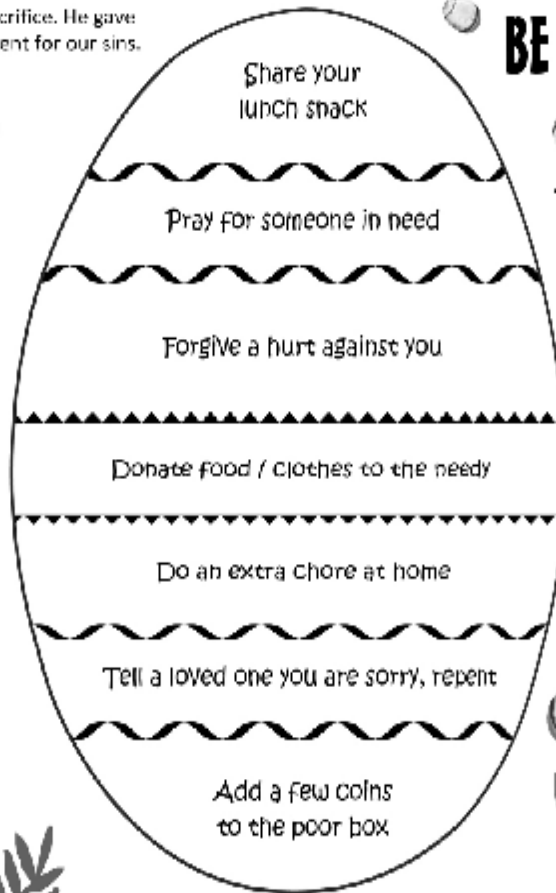 crifice. He gave
ent for our sins.
BE
Share your
lunch snack
Pray for someone in need
Forgive a hurt against you
Donate food / Clothes to the needy
Do an extra chore at home
Tell a loved one you are sorry, repent
Add a few coins
to the poor box